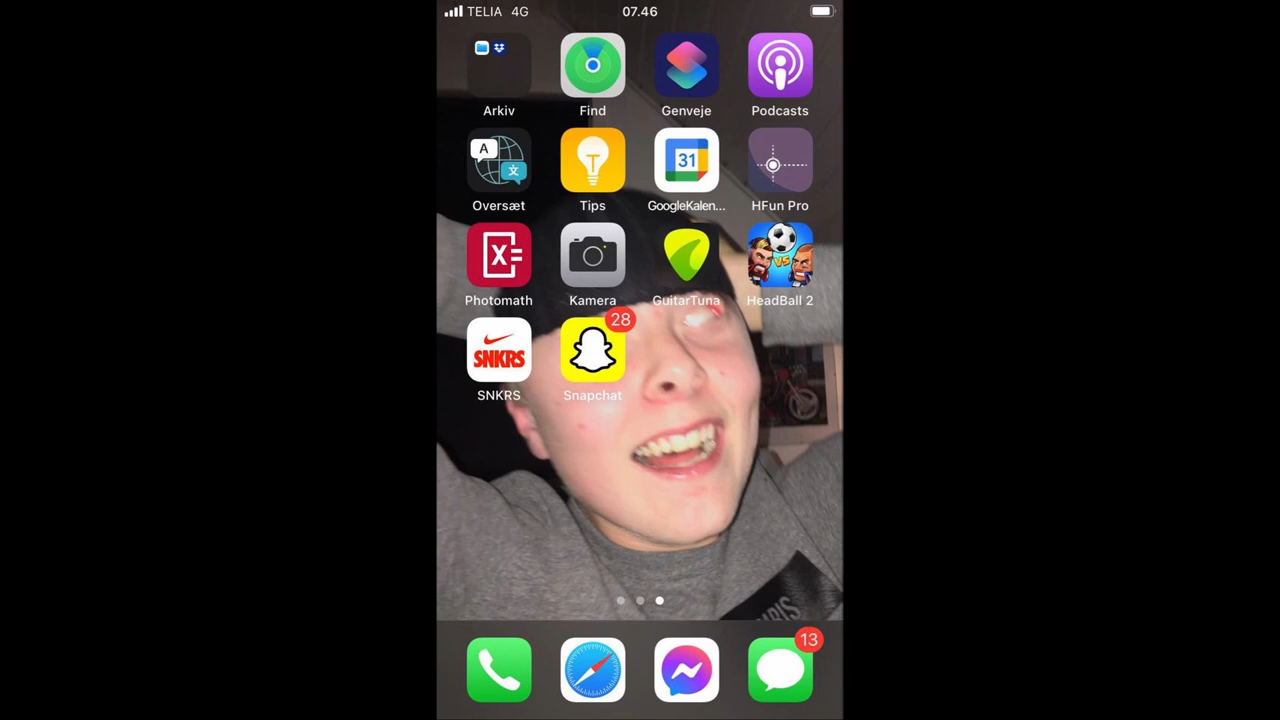 TELIA 4G 07.46
Arkiv Find Genveje Podcasts
A 文
31
Oversæt Tips GoogleKalen... HFun Pro
X
VS
Photomath Kamera GuitarTuna HeadBall 2
28
SNKRS
SNKRS Snapchat
13